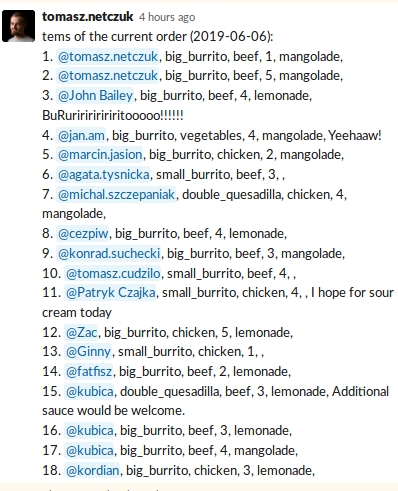 tomasz.netczuk 4 hours ago
tems of the current order (2019-06-06):
1. @tomasz.netczuk, big_burrito, beef, 1, mangolade,
2. @tomasz.netczuk, big_burrito, beef, 5, mangolade,
3. @John Bailey, big_burrito, beef, 4, lemonade,
BuRuriririririritooooo!!!!!!
4. @jan.am, big_burrito, vegetables, 4, mangolade, Yeehaaw!
5. @marcin.jasion, big_burrito, chicken, 2, mangolade,
6. @agata.tysnicka, small_burrito, beef, 3, ,
7. @michal.szczepaniak, double_quesadilla, chicken, 4,
mangolade,
8. @cezpiw, big_burrito, beef, 4, lemonade,
9. @konrad.suchecki, big_burrito, beef, 3, mangolade,
10. @tomasz.cudzilo, small_burrito, beef, 4, ,
11. @Patryk Czajka, small_burrito, chicken, 4, , I hope for sour
cream today
12. @Zac, big_burrito, chicken, 5, lemonade,
13. @Ginny, small_burrito, chicken, 1, ,
14. @fatfisz, big_burrito, beef, 2, lemonade,
15. @kubica, double_quesadilla, beef, 3, lemonade, Additional
sauce would be welcome.
16. @kubica, big_burrito, beef, 3, lemonade,
17. @kubica, big_burrito, beef, 4, mangolade,
18. @kordian, big_burrito, chicken, 3, lemonade,